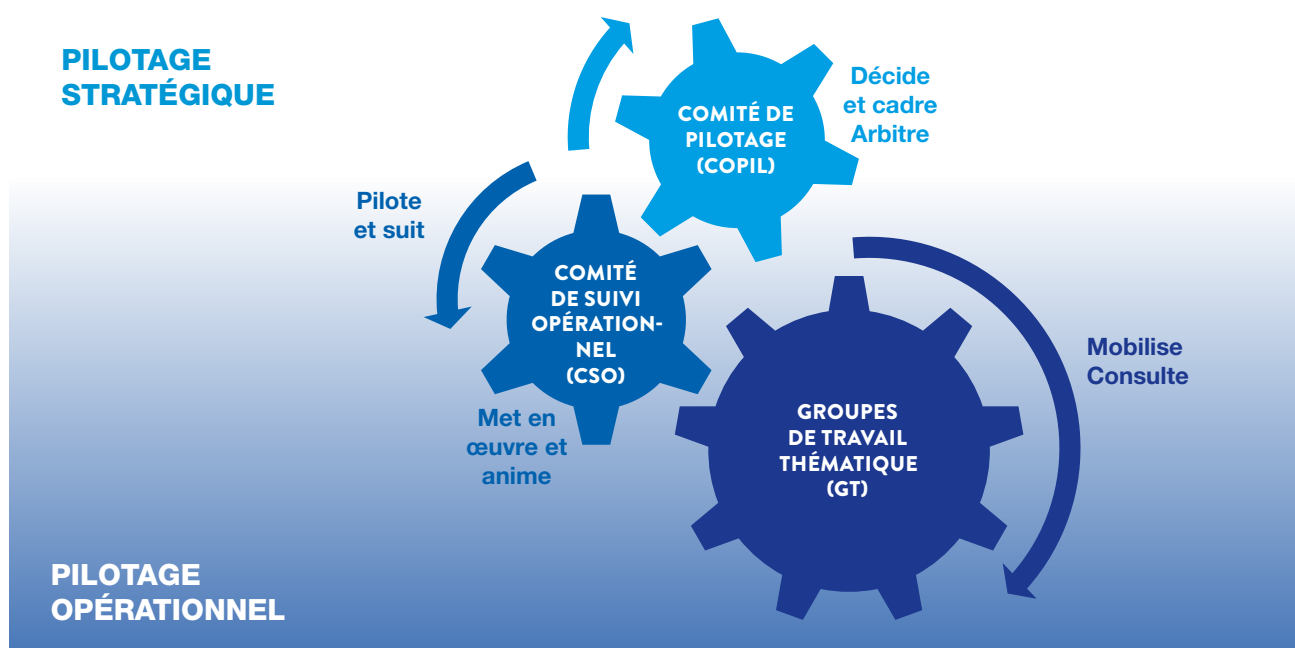 PILOTAGE
STRATÉGIQUE
COMITÉ DE
PILOTAGE
(COPIL)
Décide
et cadre
Arbitre
Pilote
et suit
COMITÉ
DE SUIVI
OPÉRATION-
NEL
(CSO)
Met en
œuvre et
anime
Mobilise
Consulte
GROUPES
DE TRAVAIL
THÉMATIQUE
(GT)
PILOTAGE
OPÉRATIONNEL